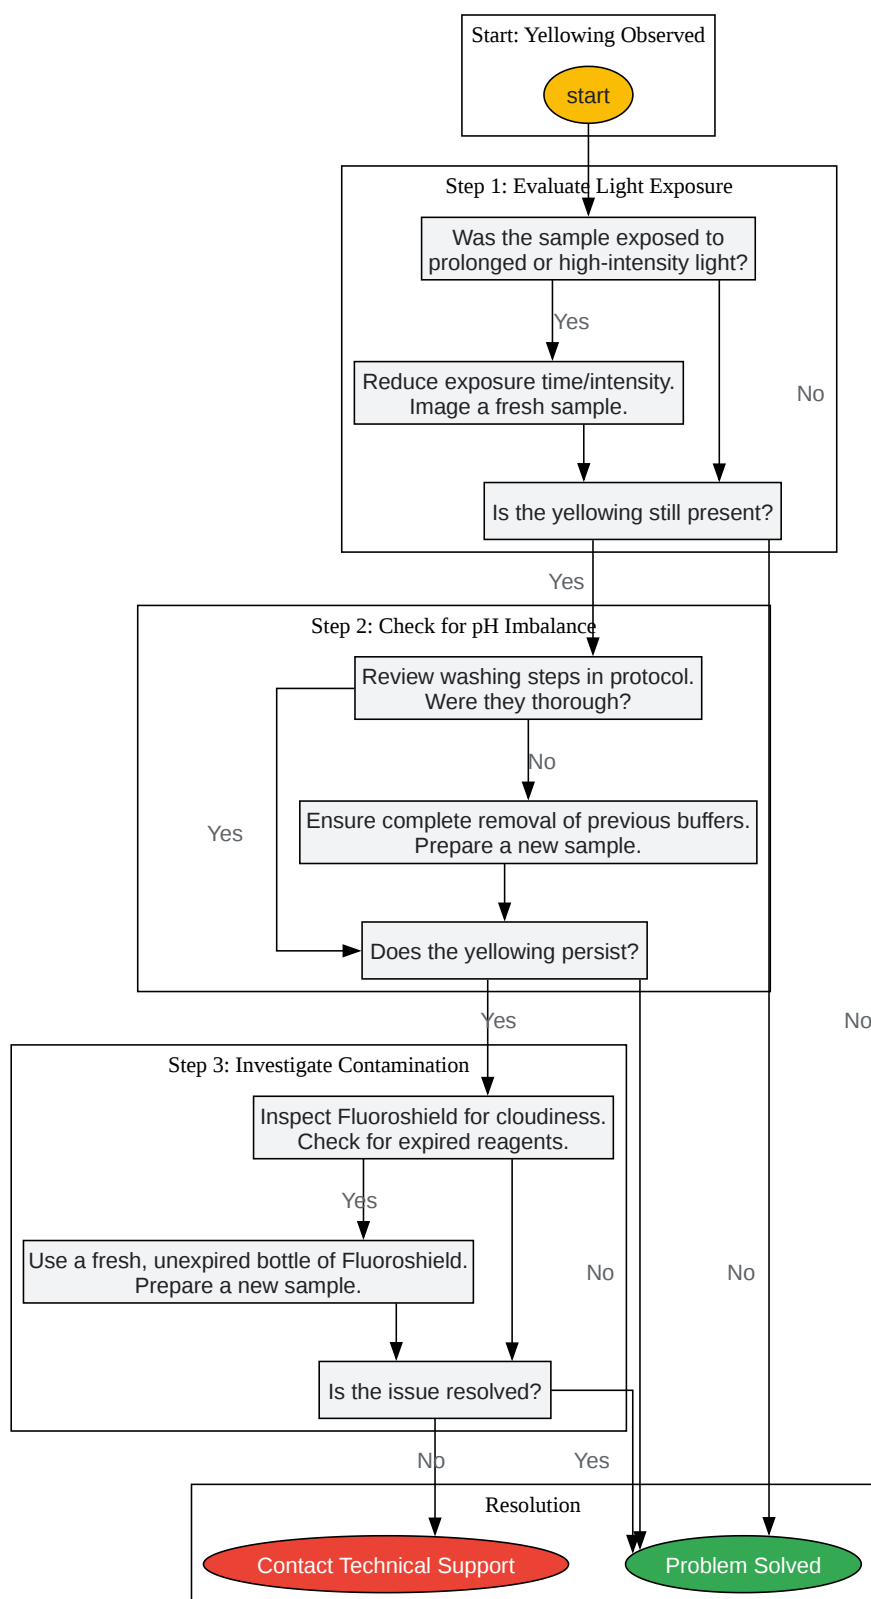 Start: Yellowing Observed
start
Step 1: Evaluate Light Exposure
Was the sample exposed to
prolonged or high-intensity light?
Yes
Reduce exposure time/intensity.
Image a fresh sample.
No
Is the yellowing still present?
Yes
Step 2: Check for pH Imbalance
Review washing steps in protocol.
Were they thorough?
No
Ensure complete removal of previous buffers.
Prepare a new sample.
Yes
Does the yellowing persist?
Yes
No
Step 3: Investigate Contamination
Inspect Fluoroshield for cloudiness.
Check for expired reagents.
Yes
Use a fresh, unexpired bottle of Fluoroshield.
Prepare a new sample.
No
No
Is the issue resolved?
No
Yes
Resolution
Contact Technical Support
Problem Solved